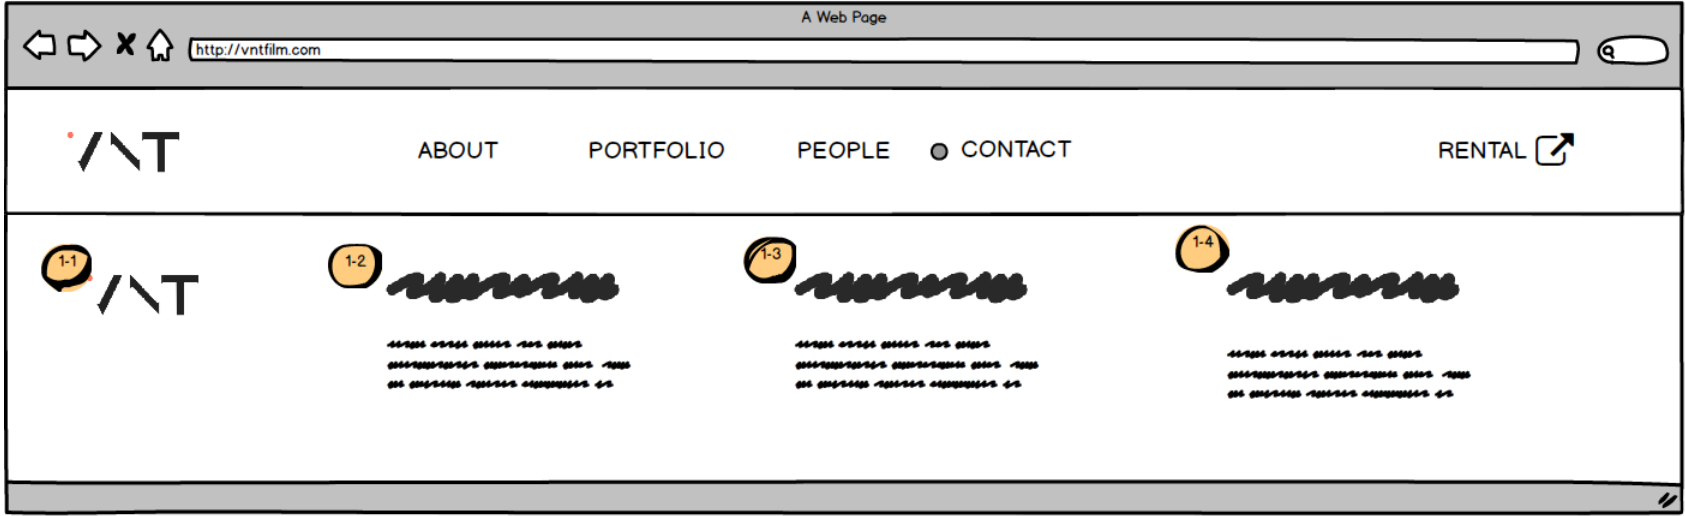 A Web Page
http://vntfilm.com
VNT
ABOUT
PORTFOLIO
PEOPLE
CONTACT
RENTAL
1-1
VNT
1-2
1-3
1-4